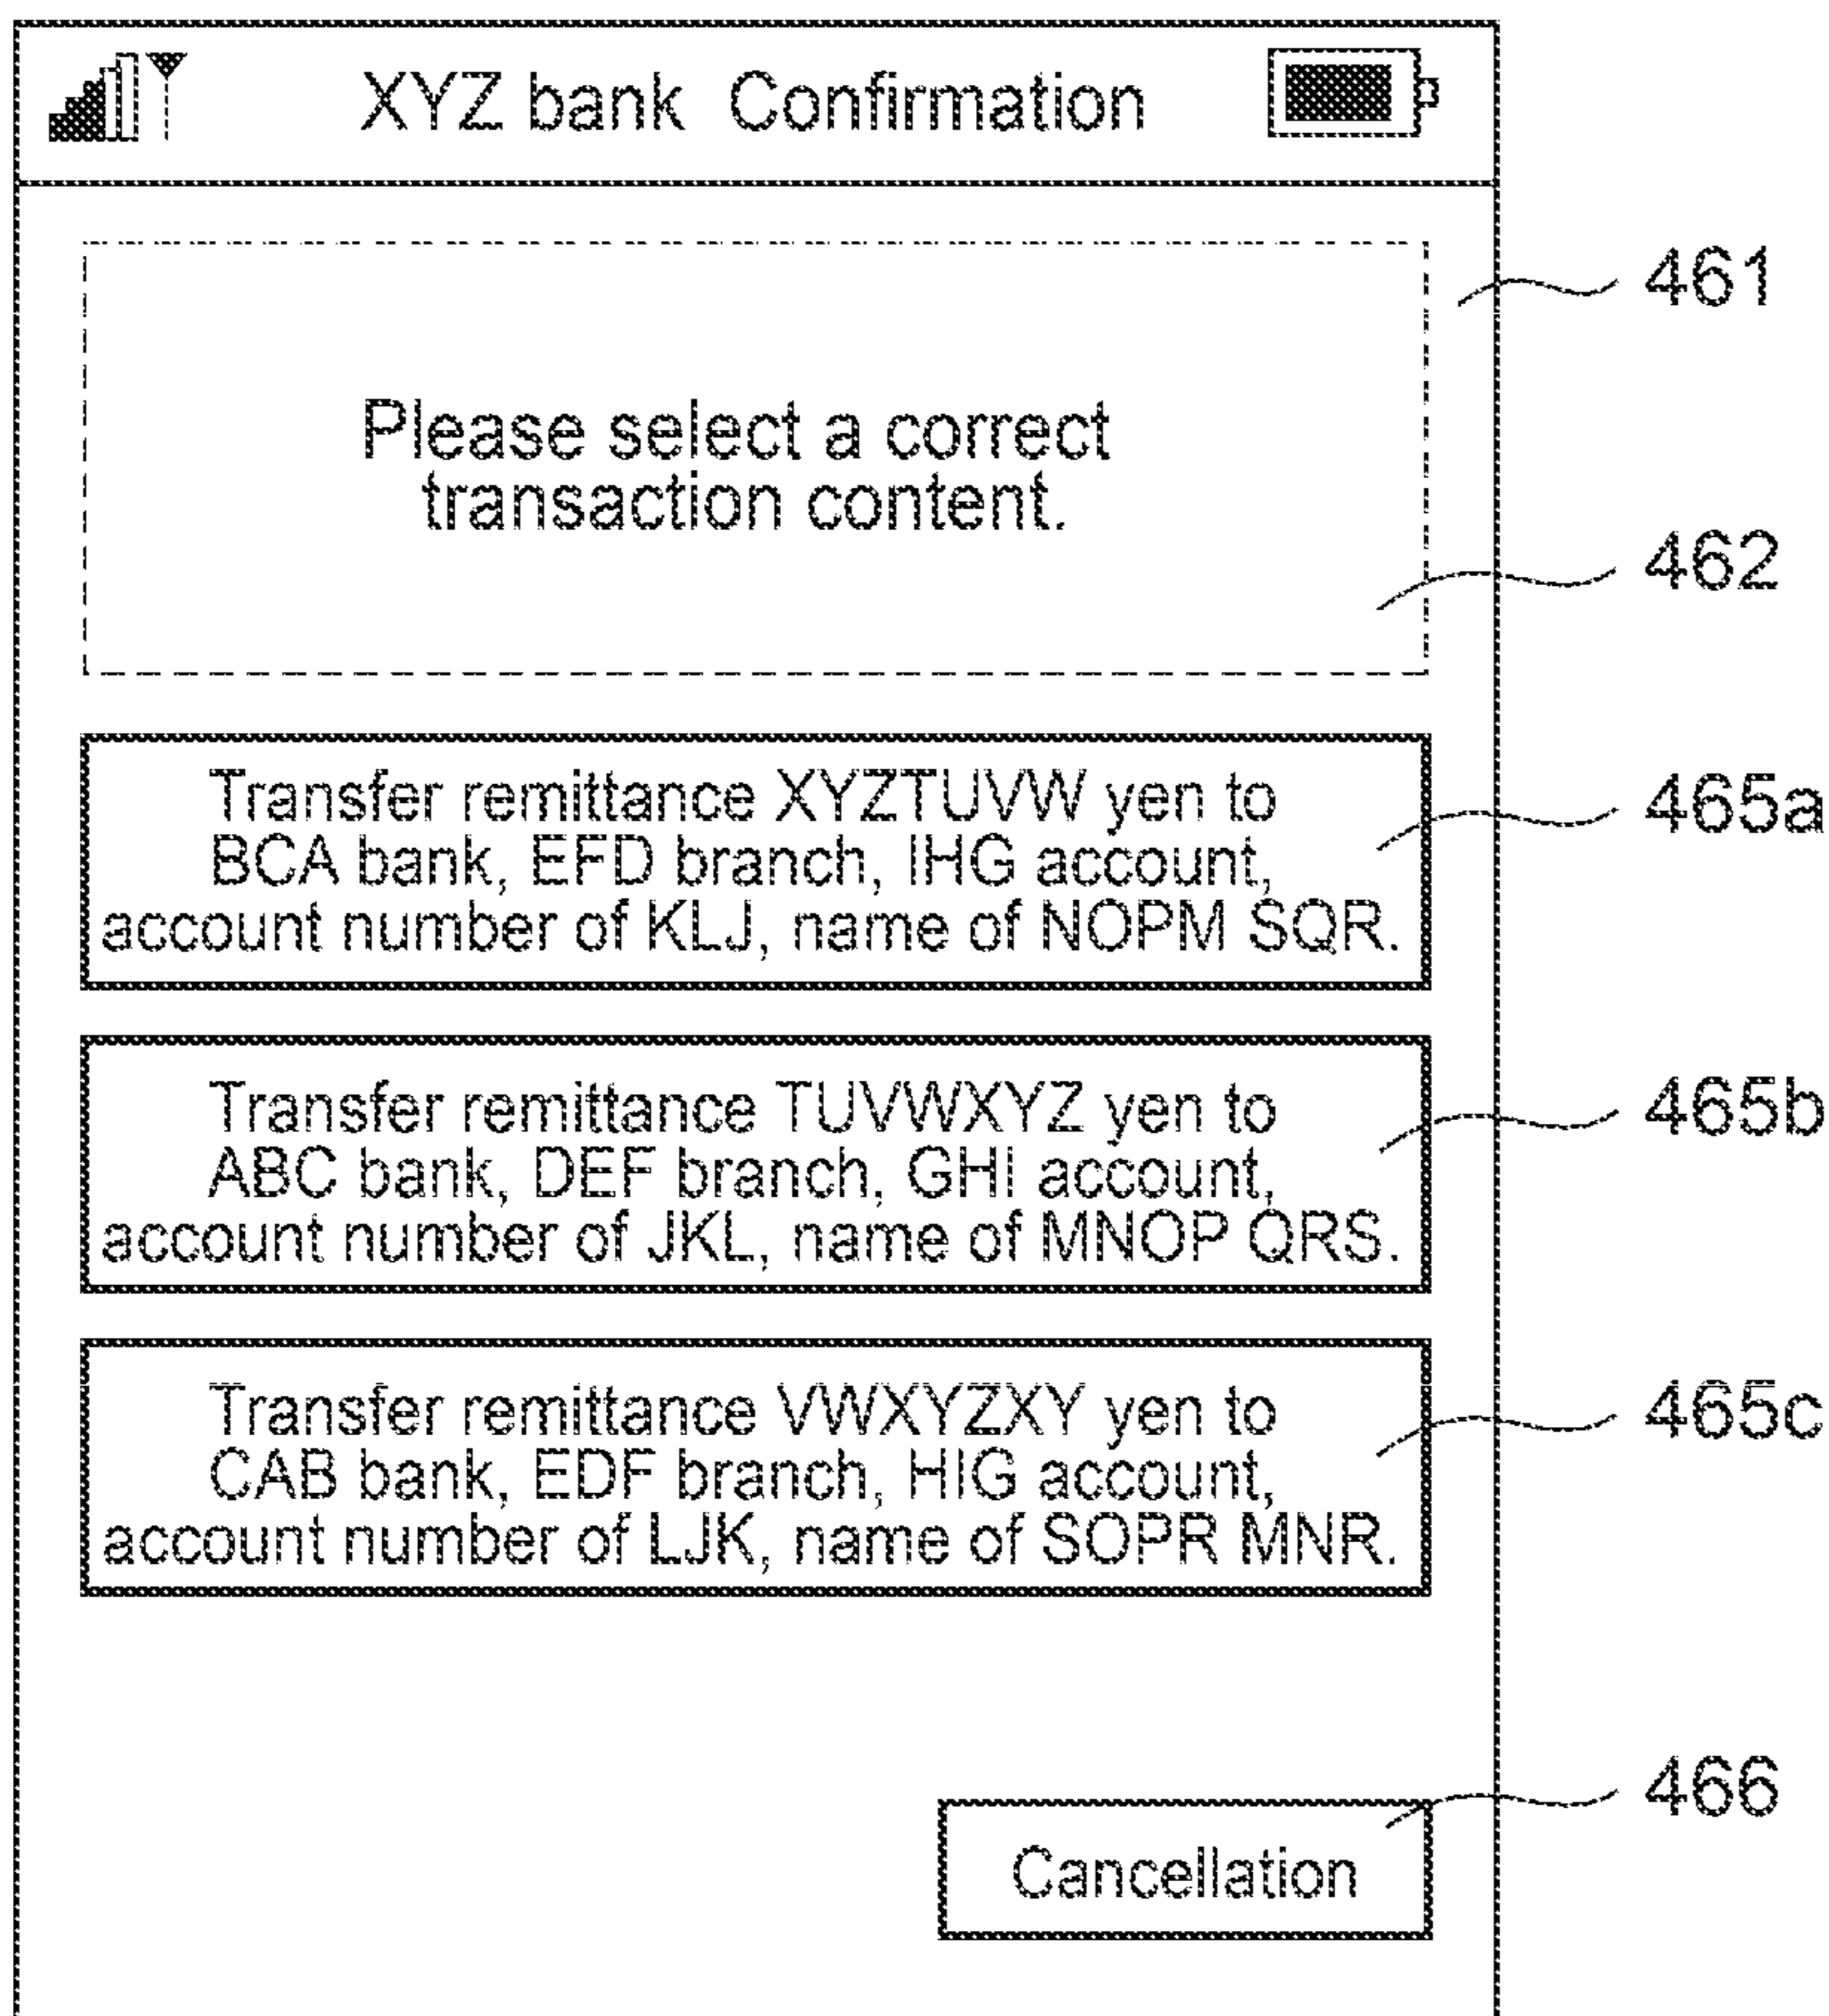 XYZ bank Confirmation
461
Please select a correct
transaction content.
462
Transfer remittance XYZTUVW yen to
BCA bank, EFD branch, IHG account,
account number of KLJ, name of NOPM SQR.
465a
Transfer remittance TUVWXYZ yen to
ABC bank, DEF branch, GHI account,
account number of JKL, name of MNOP QRS.
465b
Transfer remittance VWXYZXY yen to
CAB bank, EDF branch, HIG account,
account number of LJK, name of SOPR MNR.
465c
466
Cancellation